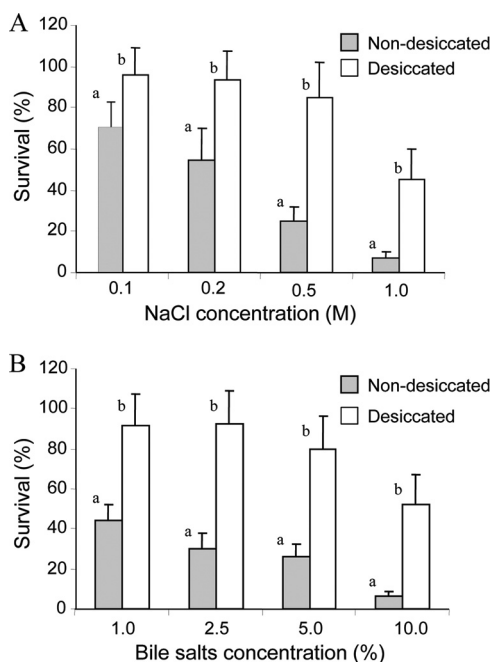 A
120
100
80
60
40
20
0
Survival (%)
Non-desiccated
Desiccated
a b a b a b a b
0.1 0.2 0.5 1.0
NaCl concentration (M)
B
120
100
80
60
40
20
0
Survival (%)
Non-desiccated
Desiccated
a b a b a b a b
1.0 2.5 5.0 10.0
Bile salts concentration (%)